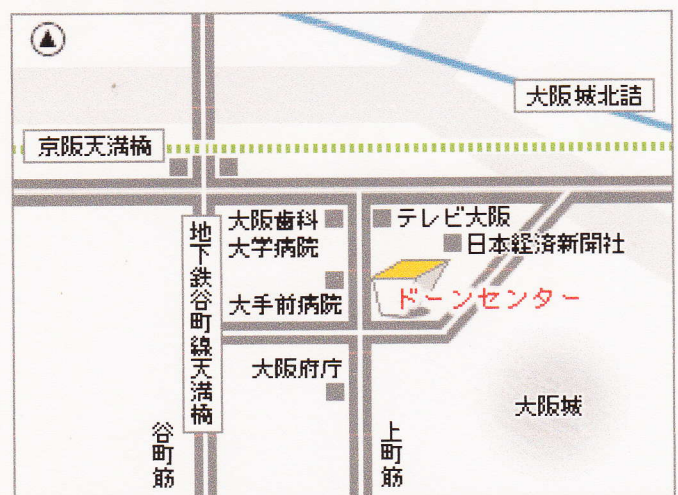 大阪城北詰
京阪天満橋
大阪歯科
大学病院
テレビ大阪
日本経済新聞社
地下鉄谷町線天満橋
大手前病院
ドーンセンター
大阪府庁
大阪城
谷町筋
上町筋